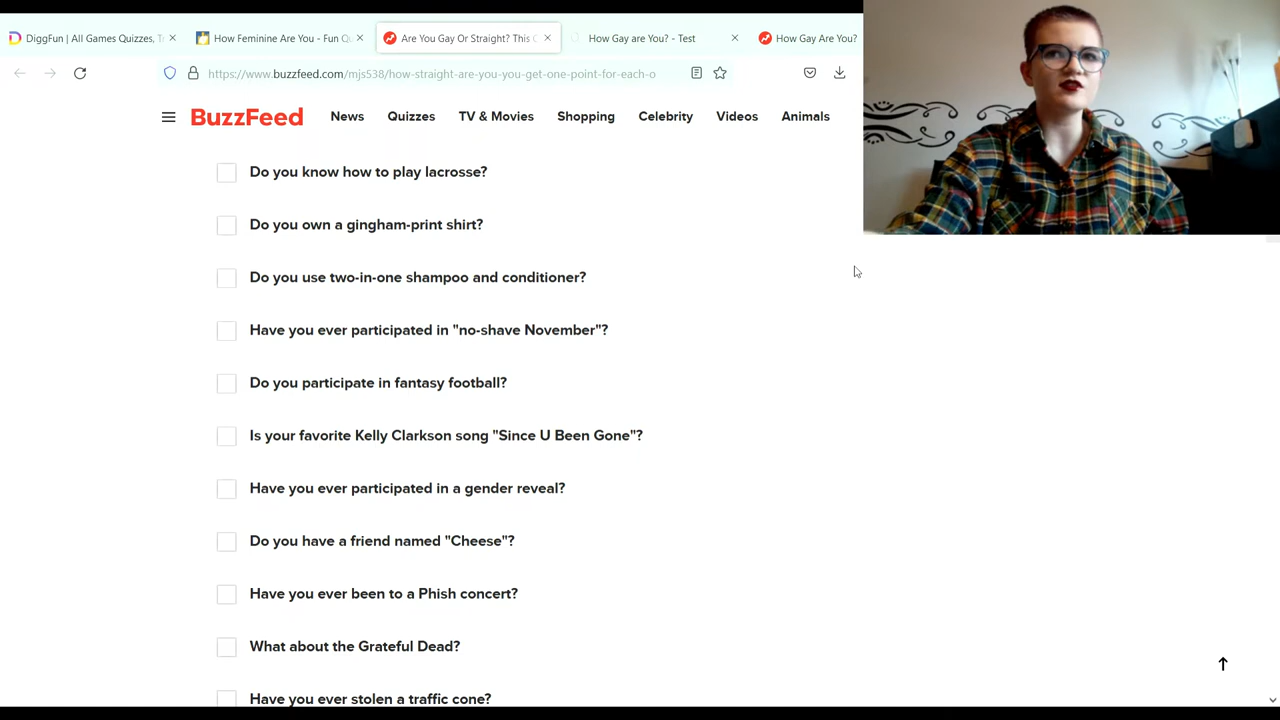 DiggFun | All Games Quizzes, T
How Feminine Are You - Fun Q
Are You Gay Or Straight? This
How Gay are You? - Test
How Gay Are You?
https://www.buzzfeed.com/mjs538/how-straight-are-you-you-get-one-point-for-each-o
BuzzFeed
News
Quizzes
TV & Movies
Shopping
Celebrity
Videos
Animals
Do you know how to play lacrosse?
Do you own a gingham-print shirt?
Do you use two-in-one shampoo and conditioner?
Have you ever participated in "no-shave November"?
Do you participate in fantasy football?
Is your favorite Kelly Clarkson song "Since U Been Gone"?
Have you ever participated in a gender reveal?
Do you have a friend named "Cheese"?
Have you ever been to a Phish concert?
What about the Grateful Dead?
Have you ever stolen a traffic cone?